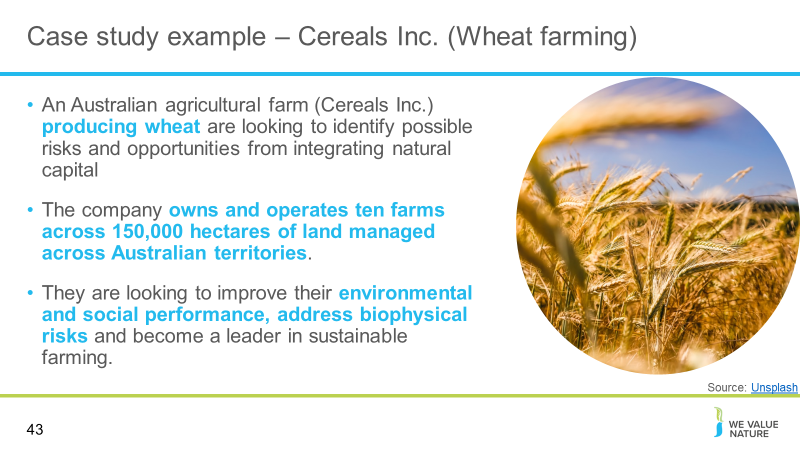 Case study example – Cereals Inc. (Wheat farming)
• An Australian agricultural farm (Cereals Inc.)
producing wheat are looking to identify possible
risks and opportunities from integrating natural
capital
• The company owns and operates ten farms
across 150,000 hectares of land managed
across Australian territories.
• They are looking to improve their environmental
and social performance, address biophysical
risks and become a leader in sustainable
farming.
Source: Unsplash
43
WE VALUE
NATURE